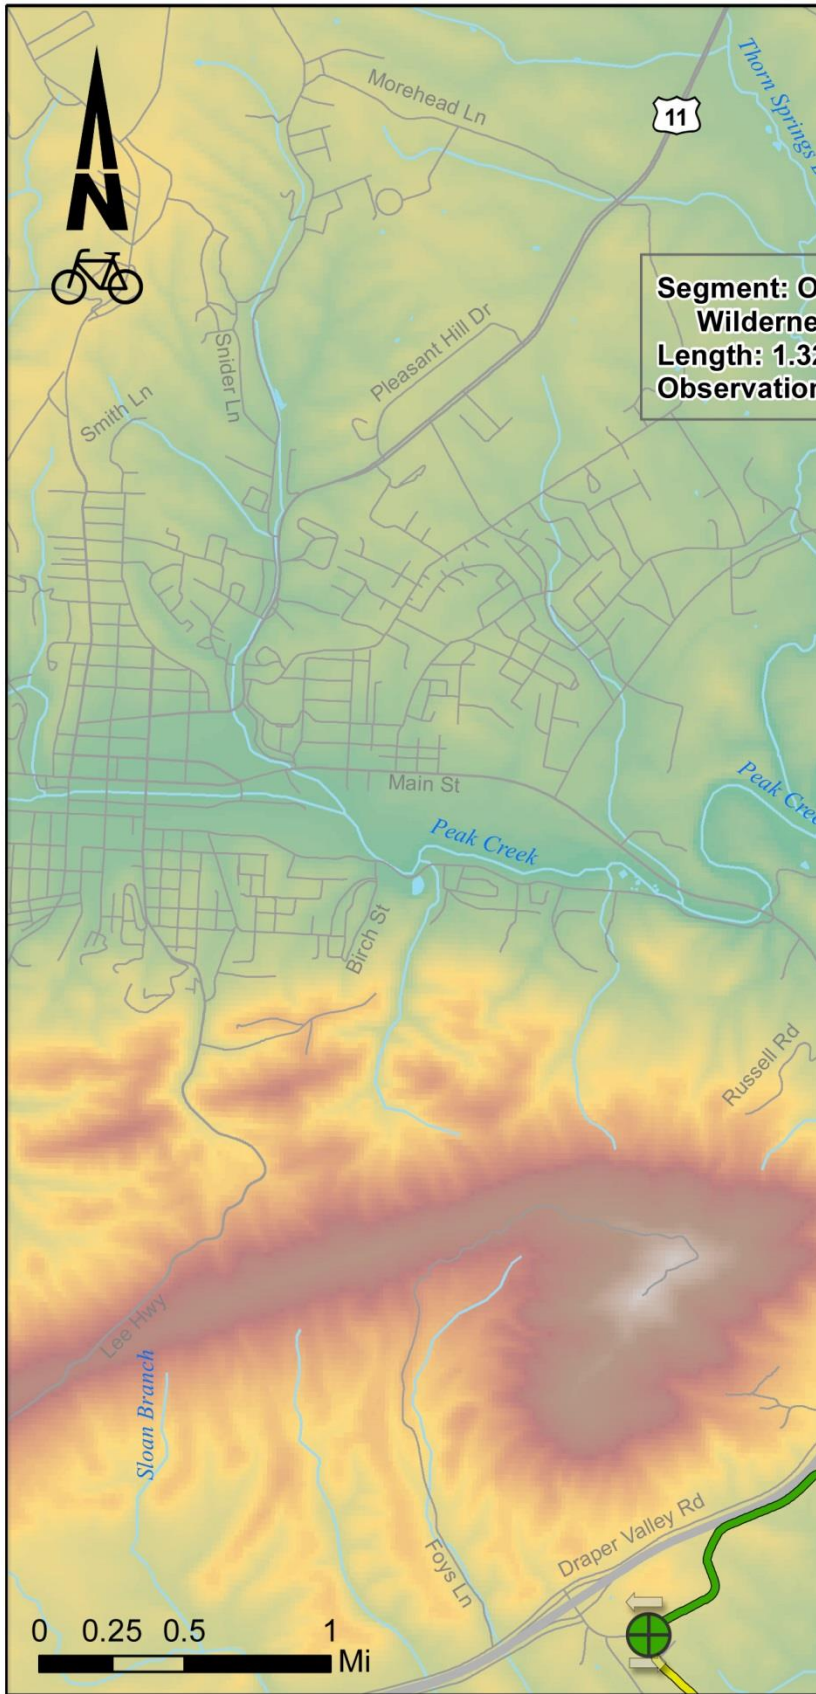 Morehead Ln
11
Thorn Springs
N
Segment: O
Wilderne
Length: 1.32
Observation
Snider Ln
Pleasant Hill Dr
Smith Ln
Main St
Peak Creek
Peak Cree
Birch St
Russell Rd
Lee Hwy
Sloan Branch
Foys Ln
Draper Valley Rd
0 0.25 0.5 1
Mi